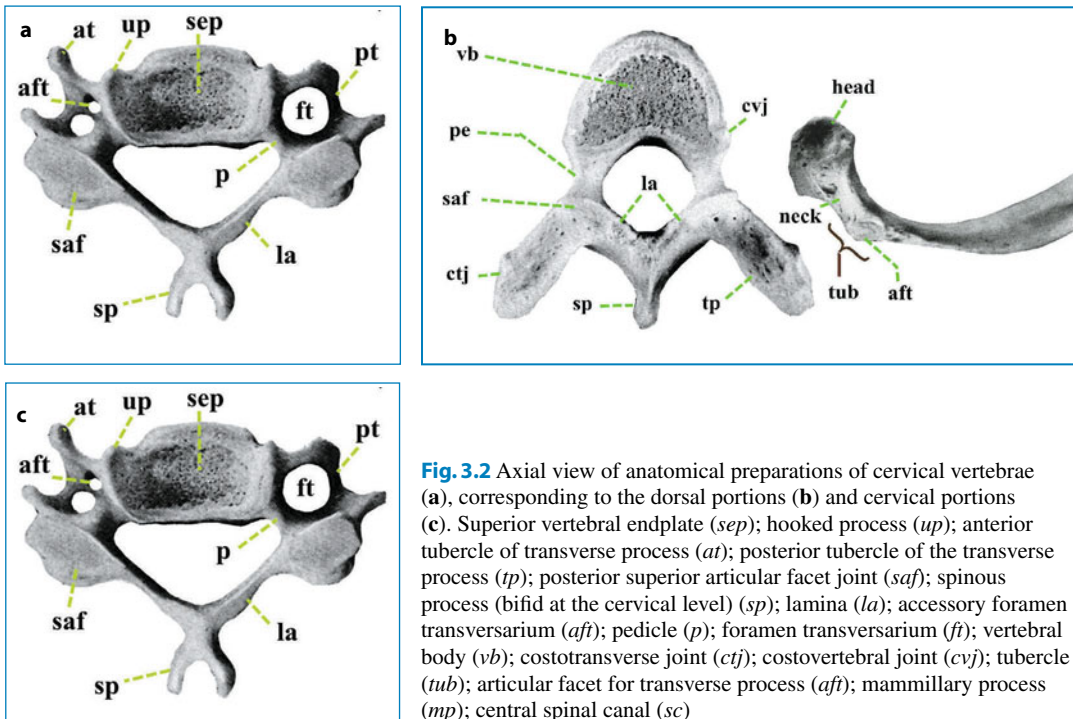 a
at
up
sep
pt
aft
ft
p
saf
la
sp
b
vb
cvj
head
pe
la
saf
neck
ctj
sp
tp
tub
aft
c
at
up
sep
pt
aft
ft
p
saf
la
sp
Fig. 3.2 Axial view of anatomical preparations of cervical vertebrae
(a), corresponding to the dorsal portions (b) and cervical portions
(c). Superior vertebral endplate (sep); hooked process (up); anterior
tubercle of transverse process (at); posterior tubercle of the transverse
process (tp); posterior superior articular facet joint (saf); spinous
process (bifid at the cervical level) (sp); lamina (la); accessory foramen
transversarium (aft); pedicle (p); foramen transversarium (ft); vertebral
body (vb); costotransverse joint (ctj); costovertebral joint (cvj); tubercle
(tub); articular facet for transverse process (aft); mammillary process
(mp); central spinal canal (sc)